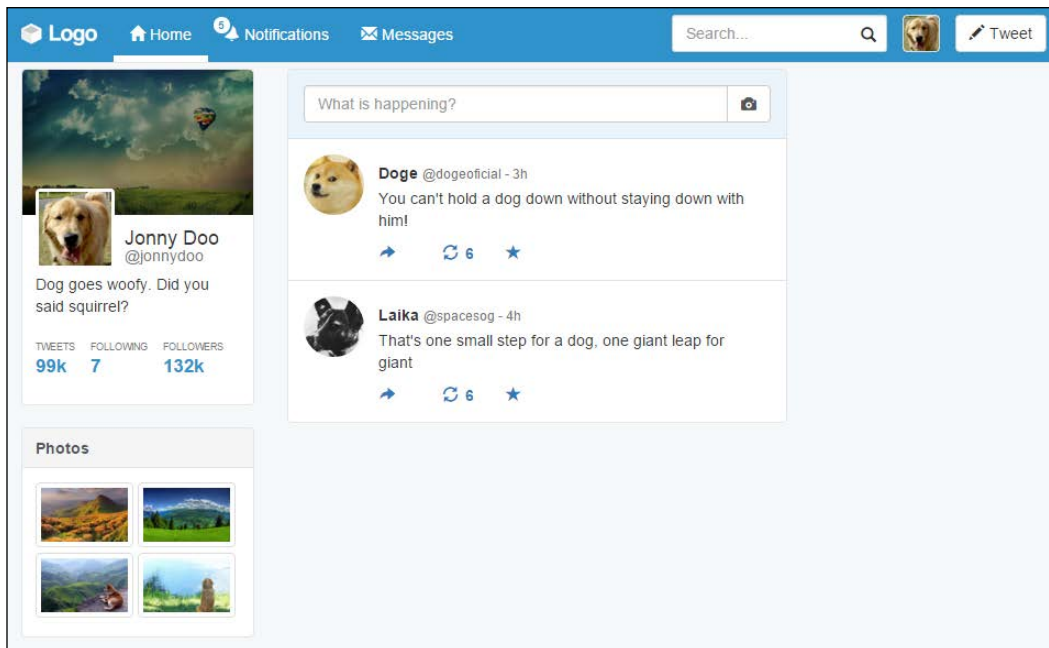 Logo
Home
5
Notifications
Messages
Search...
Tweet
Jonny Doo
@jonnydoo
Dog goes woofy. Did you
said squirrel?
TWEETS FOLLOWING FOLLOWERS
99k 7 132k
Photos
What is happening?
Doge @dogeoficial - 3h
You can't hold a dog down without staying down with
him!
6
Laika @spacesog - 4h
That's one small step for a dog, one giant leap for
giant
6